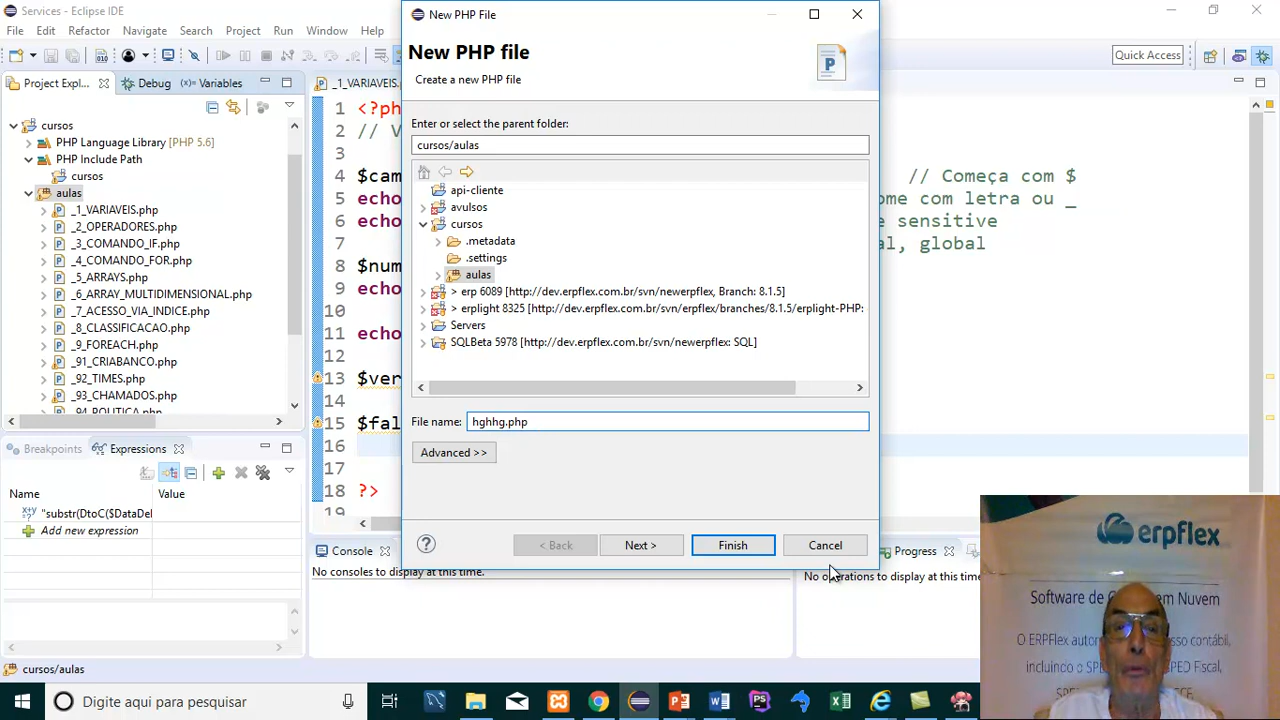 Services - Eclipse IDE
File Edit Refactor Navigate Search Project Run Window Help
Quick Access
Project Expl...
Debug
(x)= Variables
_1_VARIAVEIS.
cursos
PHP Language Library [PHP 5.6]
PHP Include Path
cursos
aulas
_1_VARIAVEIS.php
_2_OPERADORES.php
_3_COMANDO_IF.php
_4_COMANDO_FOR.php
_5_ARRAYS.php
_6_ARRAY_MULTIDIMENSIONAL.php
_7_ACESSO_VIA_INDICE.php
_8_CLASSIFICACAO.php
_9_FOREACH.php
_91_CRIABANCO.php
_92_TIMES.php
_93_CHAMADOS.php
_94_POLITICA.php
Breakpoints
Expressions
Name Value
"substr(DtoC($DataDel
Add new expression
cursos/aulas
1 <?ph
2 // V
3
4 $cam // Começa com $
5 echo ome com letra ou _
6 echo e sensitive
7 al, global
8 $num
9 echo
10
11 echo
12
13 $ver
14
15 $fal
16
17
18 ?>
19
New PHP File
New PHP file
Create a new PHP file
Enter or select the parent folder:
cursos/aulas
api-cliente
avulsos
cursos
.metadata
.settings
aulas
> erp 6089 [http://dev.erpflex.com.br/svn/newerpflex, Branch: 8.1.5]
> erplight 8325 [http://dev.erpflex.com.br/svn/erpflex/branches/8.1.5/erplight-PHP:
Servers
SQLBeta 5978 [http://dev.erpflex.com.br/svn/newerpflex: SQL]
File name: hghhg.php
Advanced >>
< Back Next > Finish Cancel
Console
No consoles to display at this time.
Progress
No operations to display at this time
erpflex
Software de
em Nuvem
O ERPFlex
contábil,
incluindo o
Fiscal,
Digite aqui para pesquisar